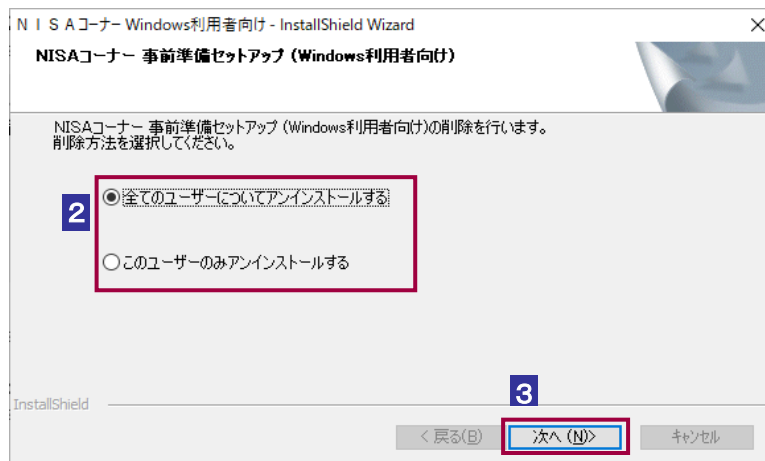 ＮＩＳＡコーナー Windows利用者向け - InstallShield Wizard
NISAコーナー 事前準備セットアップ (Windows利用者向け)
NISAコーナー 事前準備セットアップ (Windows利用者向け)の削除を行います。
削除方法を選択してください。
2
全てのユーザーについてアンインストールする
このユーザーのみアンインストールする
3
InstallShield
< 戻る(B)
次へ (N)>
キャンセル